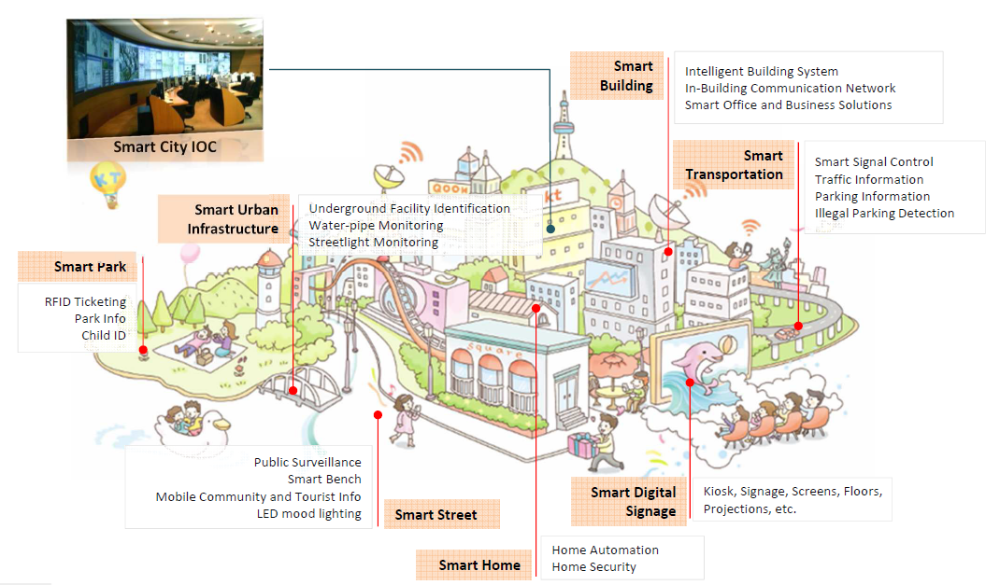 Smart City IOC
KT
Smart
Building
Intelligent Building System
In-Building Communication Network
Smart Office and Business Solutions
Smart
Transportation
Smart Signal Control
Traffic Information
Parking Information
Illegal Parking Detection
QOOK
kt
Smart Urban
Infrastructure
Underground Facility Identification
Water-pipe Monitoring
Streetlight Monitoring
Smart Park
RFID Ticketing
Park Info
Child ID
square
Public Surveillance
Smart Bench
Mobile Community and Tourist Info
LED mood lighting
Smart Street
Smart Digital
Signage
Kiosk, Signage, Screens, Floors,
Projections, etc.
Smart Home
Home Automation
Home Security